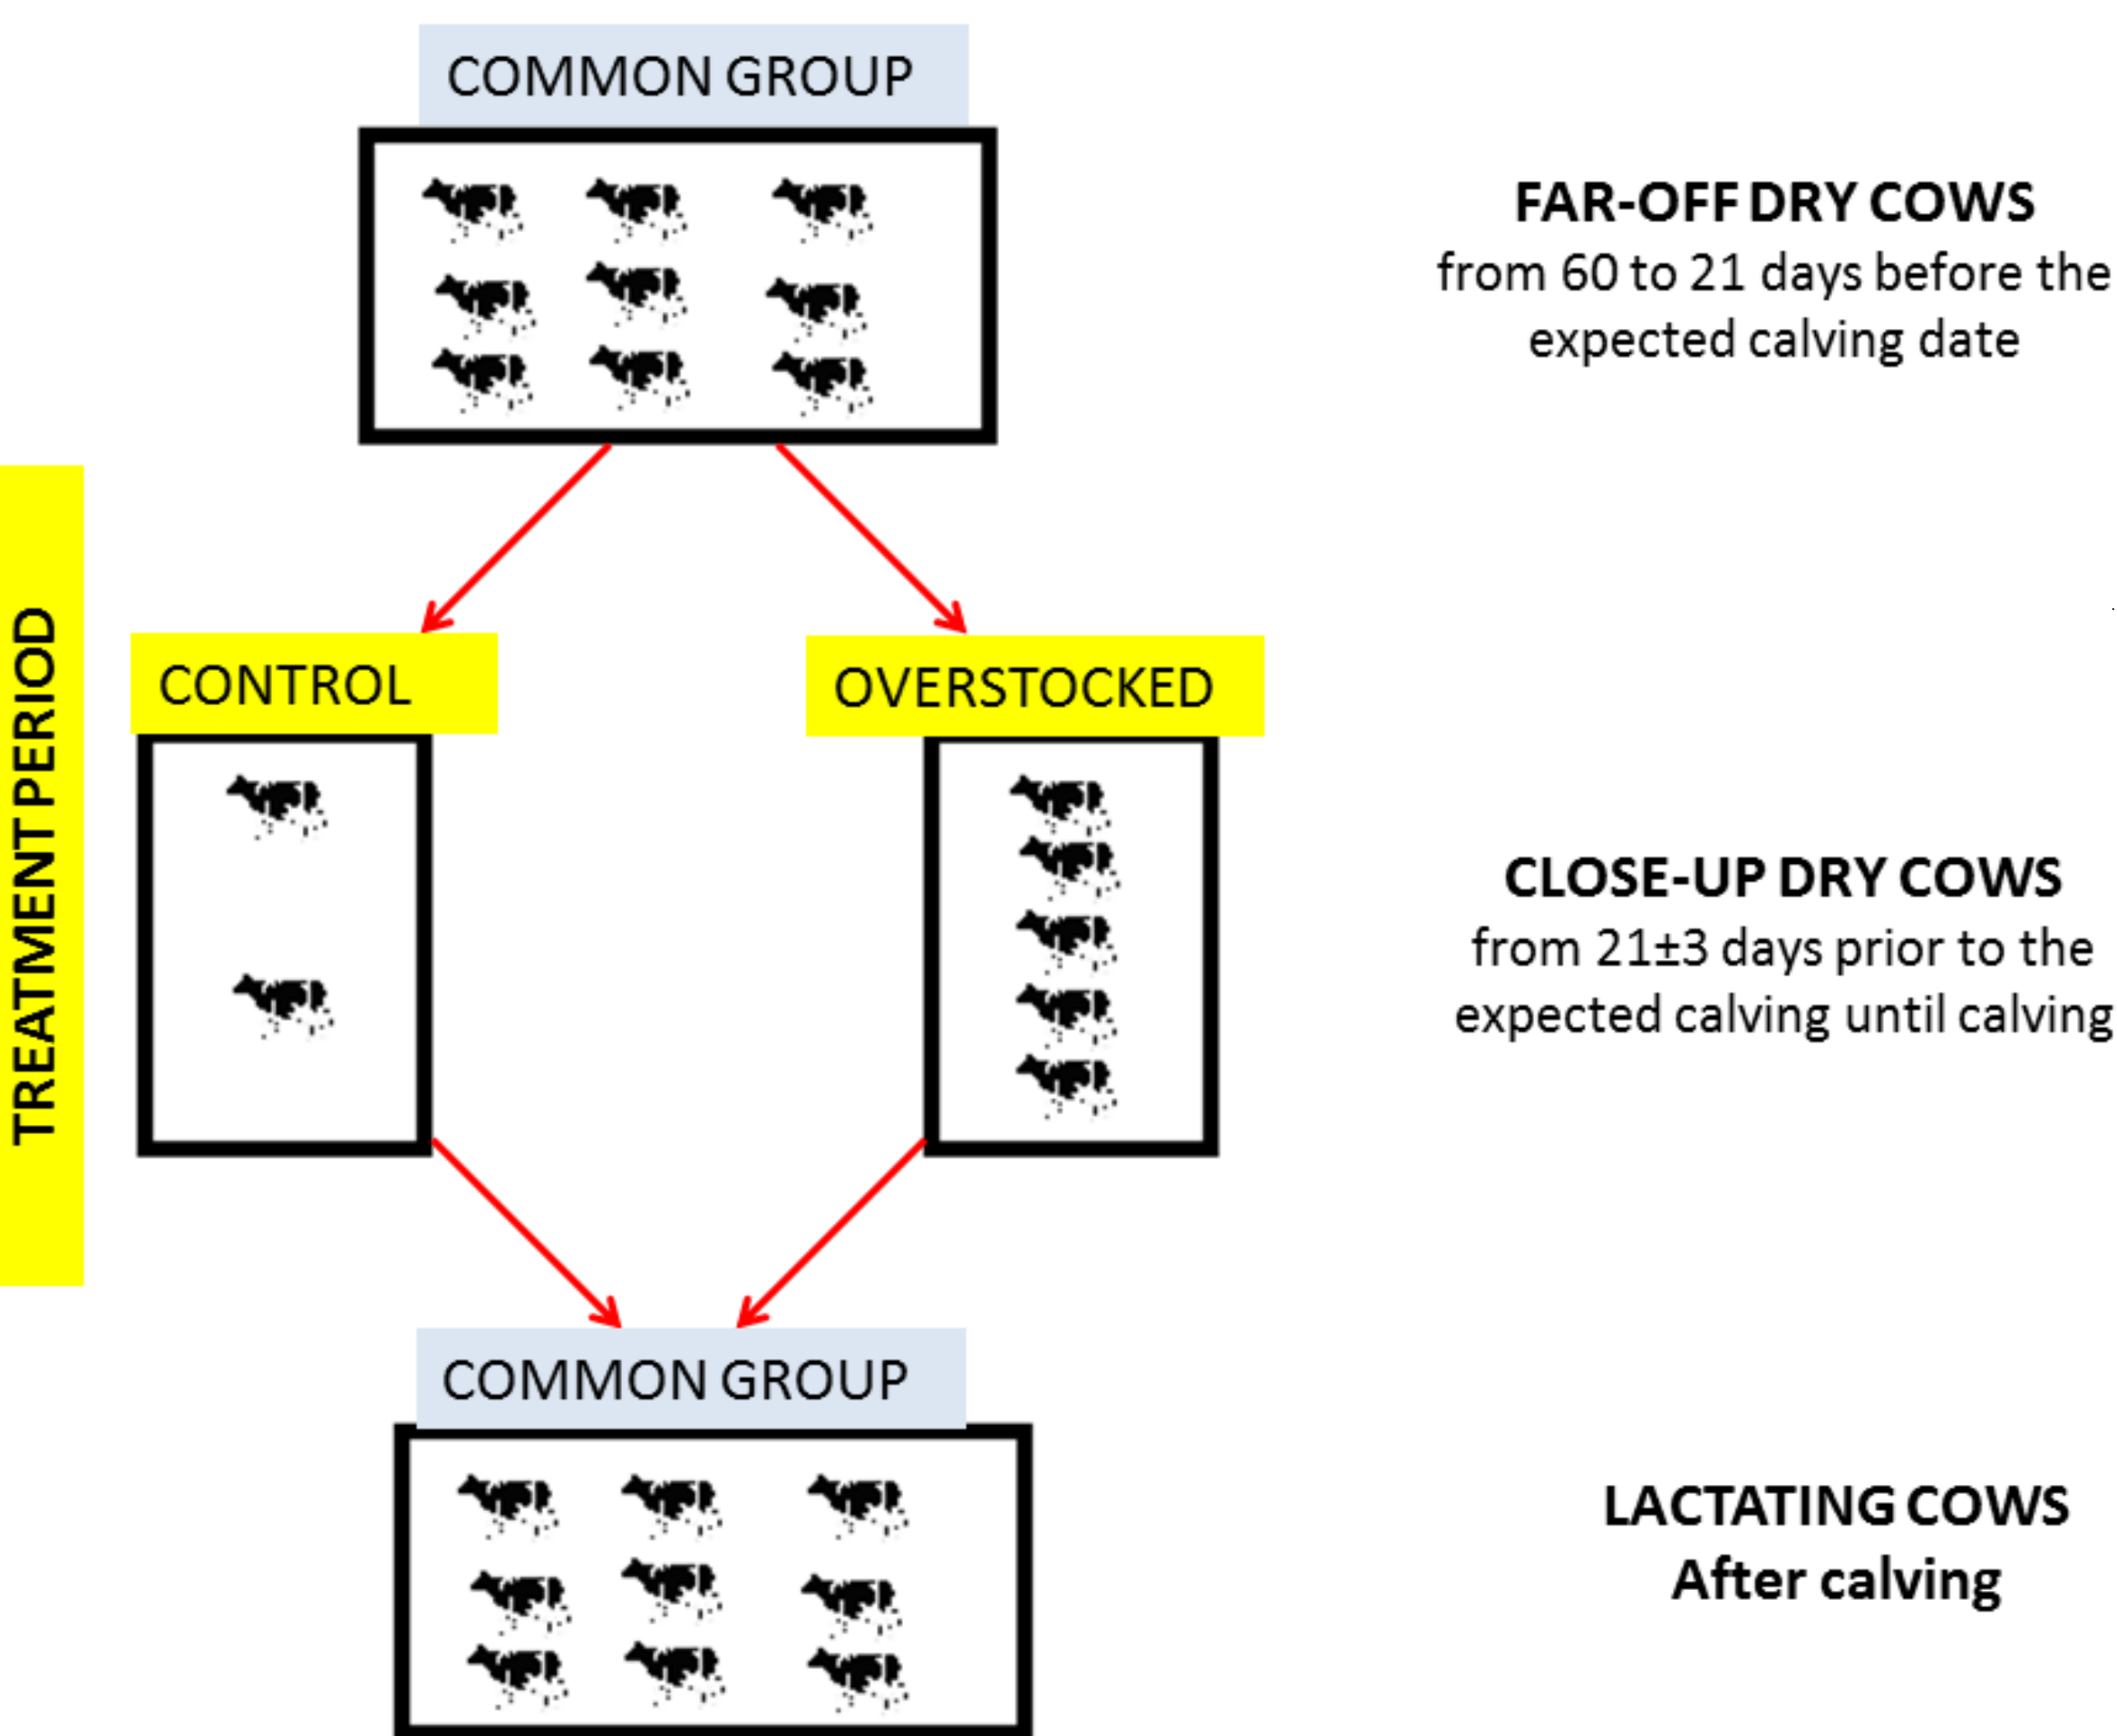 COMMON GROUP
FAR-OFF DRY COWS
from 60 to 21 days before the
expected calving date
TREATMENT PERIOD
CONTROL
OVERSTOCKED
CLOSE-UP DRY COWS
from 21±3 days prior to the
expected calving until calving
COMMON GROUP
LACTATING COWS
After calving